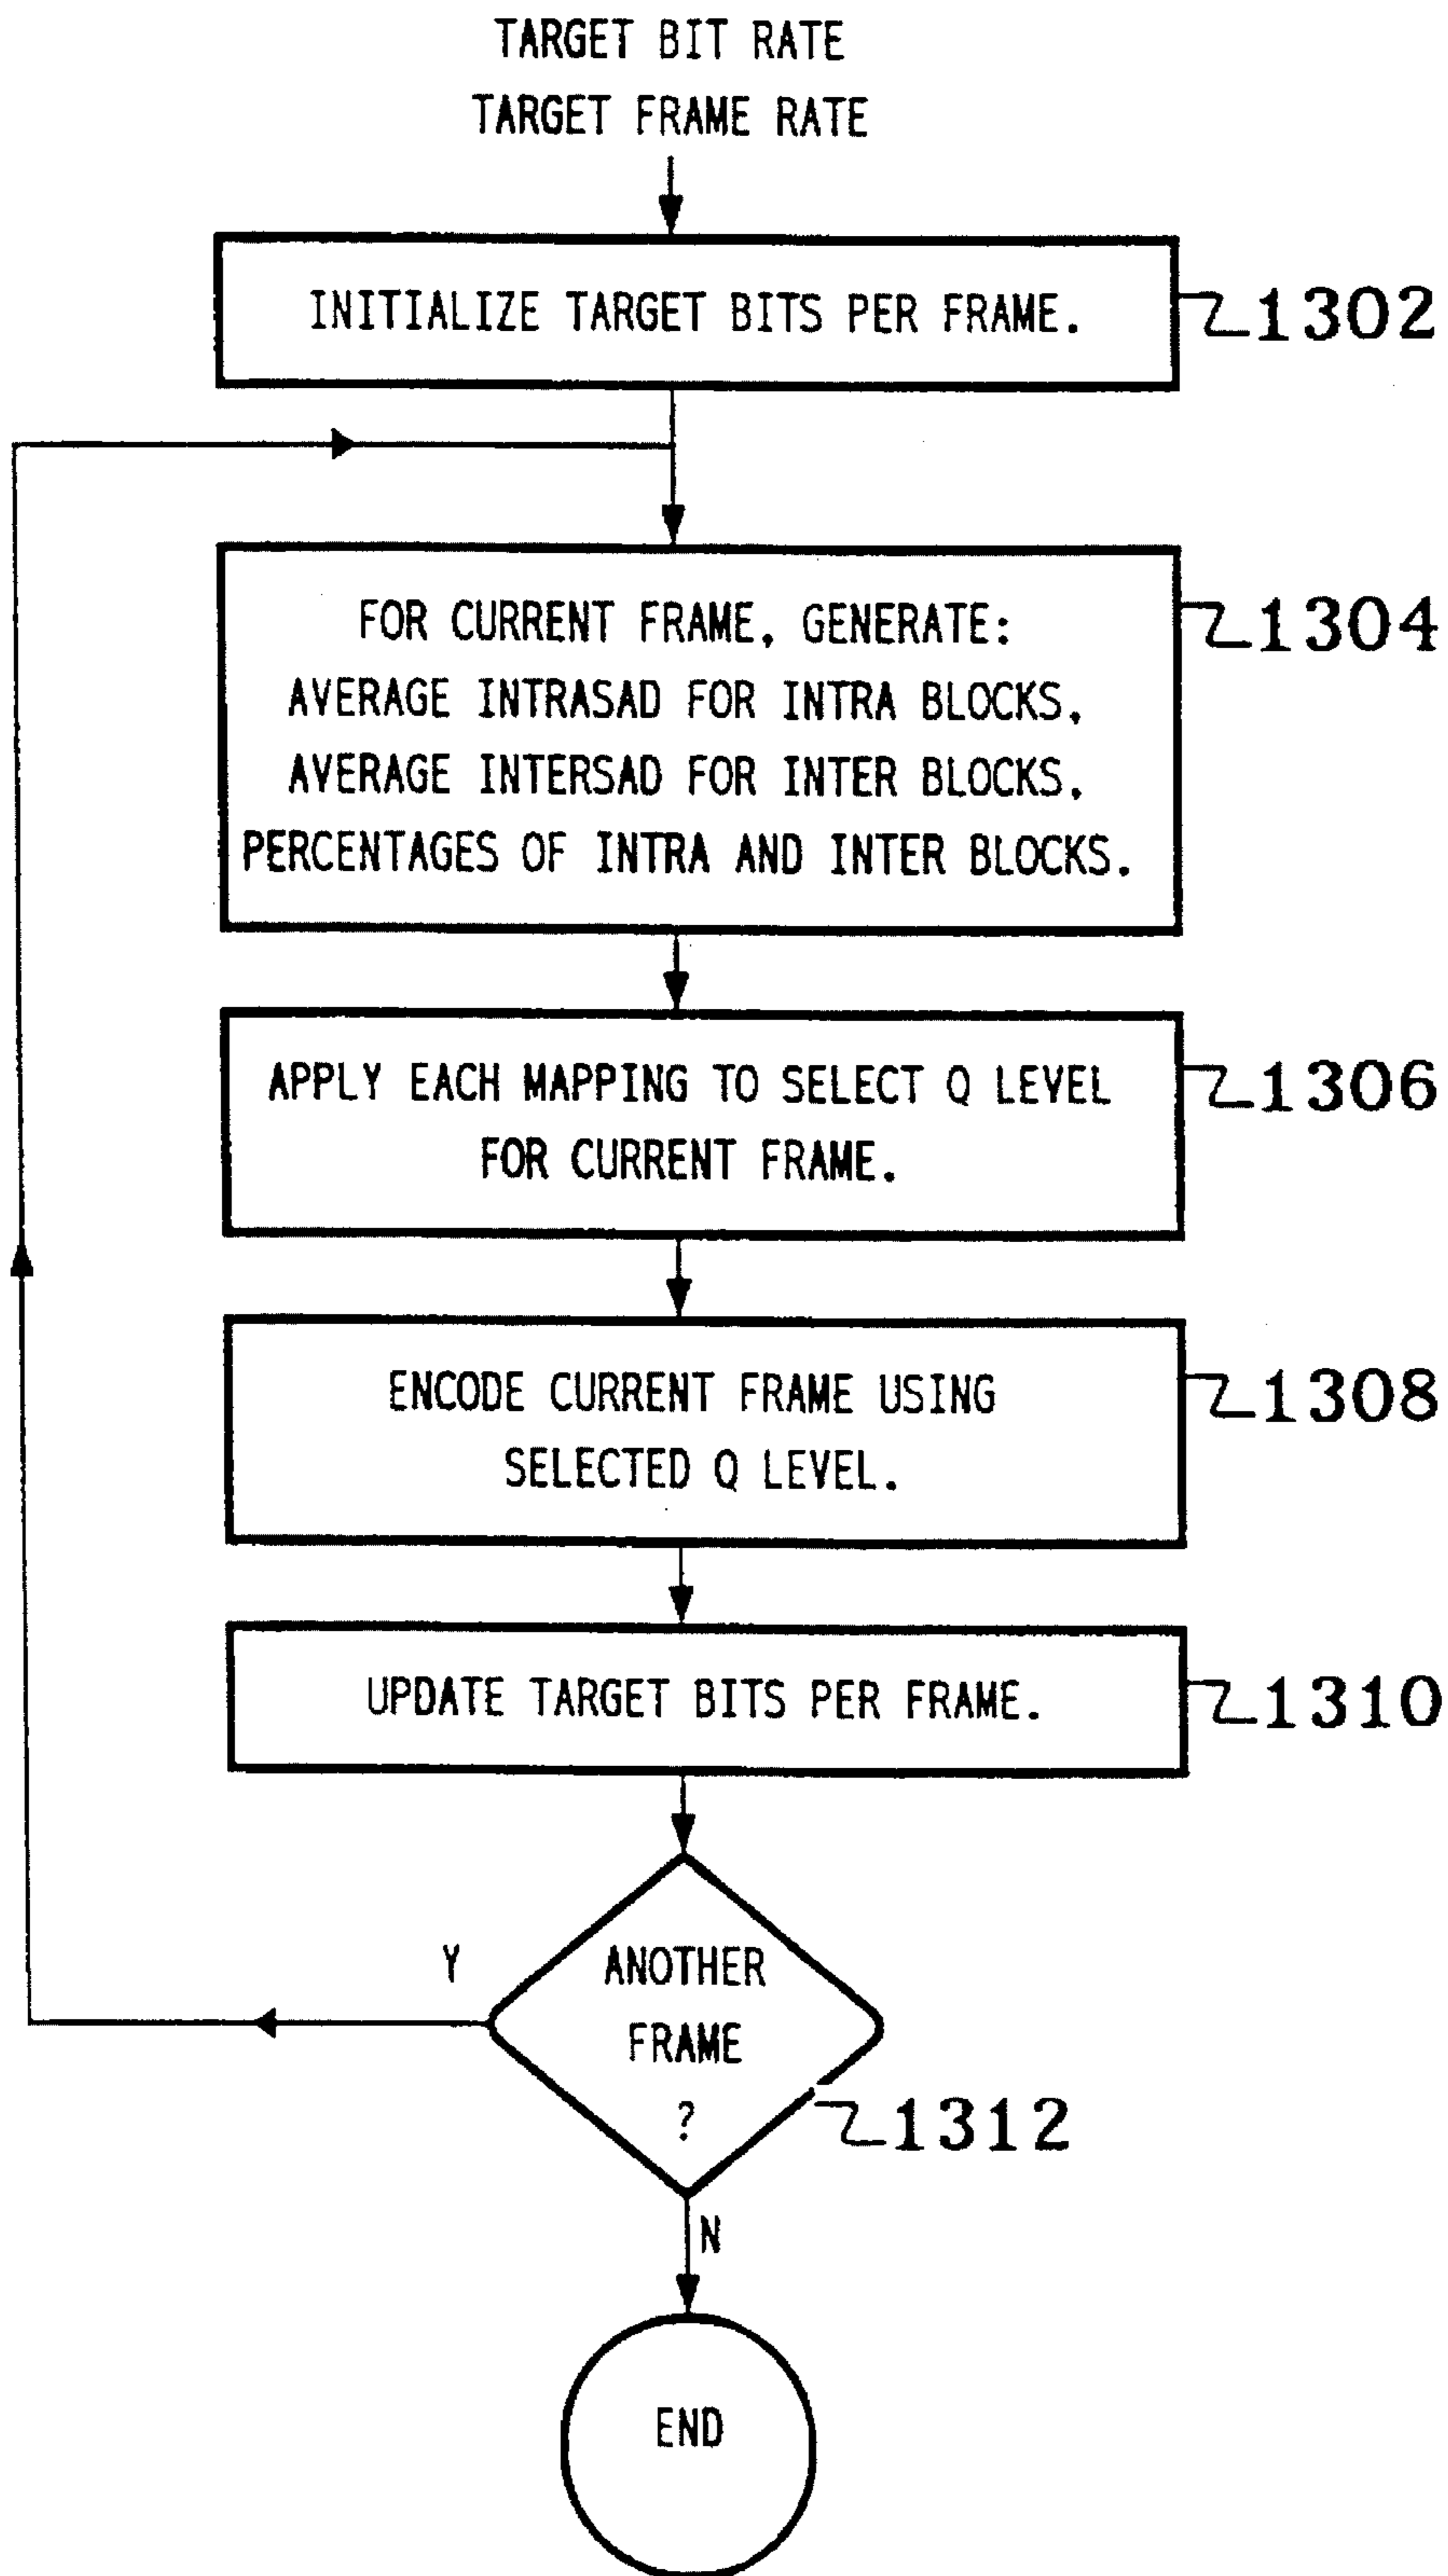 TARGET BIT RATE
TARGET FRAME RATE
INITIALIZE TARGET BITS PER FRAME.
1302
FOR CURRENT FRAME, GENERATE:
AVERAGE INTRASAD FOR INTRA BLOCKS.
AVERAGE INTERSAD FOR INTER BLOCKS.
PERCENTAGES OF INTRA AND INTER BLOCKS.
1304
APPLY EACH MAPPING TO SELECT Q LEVEL
FOR CURRENT FRAME.
1306
ENCODE CURRENT FRAME USING
SELECTED Q LEVEL.
1308
UPDATE TARGET BITS PER FRAME.
1310
Y
ANOTHER
FRAME
?
1312
N
END